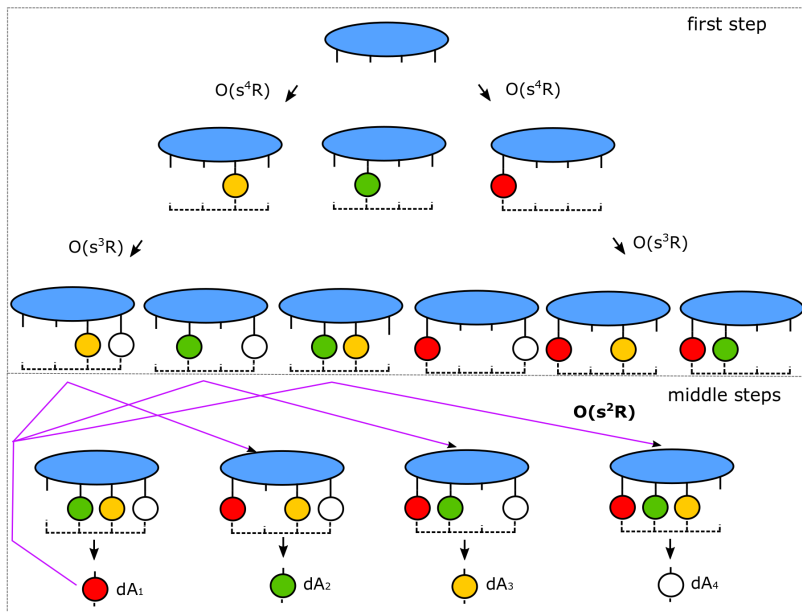 first step
O(s⁴R) O(s⁴R)
O(s³R) O(s³R)
middle steps
O(s²R)
dA₁ dA₂ dA₃ dA₄